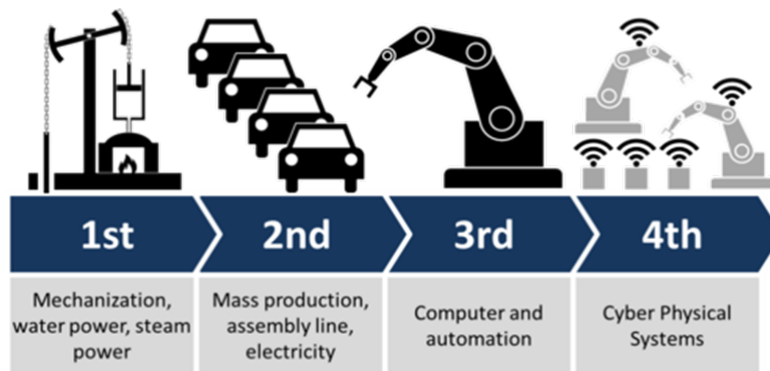 1st
2nd
3rd
4th
Mechanization,
water power, steam
power
Mass production,
assembly line,
electricity
Computer and
automation
Cyber Physical
Systems